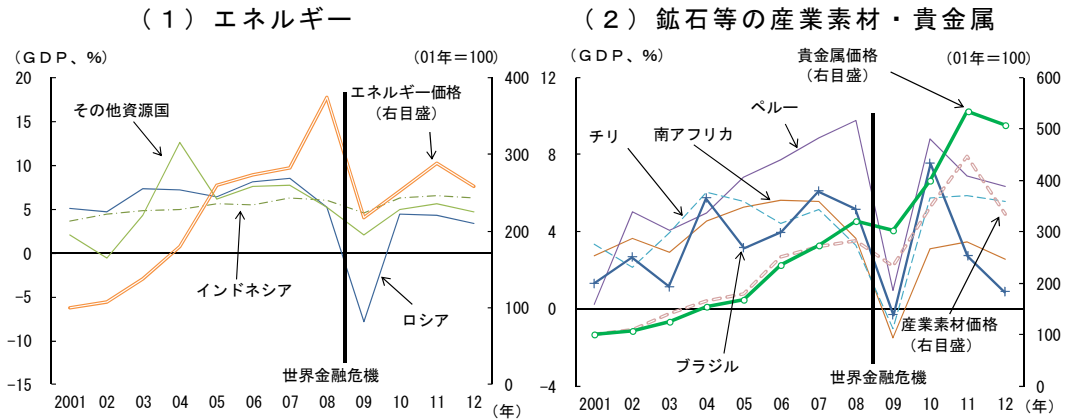 （１）エネルギー
（ＧＤＰ、％）
(01年＝100)
20
15
10
5
0
−5
−10
−15
400
300
200
100
0
その他資源国
エネルギー価格
（右目盛）
インドネシア
ロシア
世界金融危機
2001 02 03 04 05 06 07 08 09 10 11 12
（年）
（２）鉱石等の産業素材・貴金属
（ＧＤＰ、％）
(01年＝100)
12
8
4
0
−4
600
500
400
300
200
100
0
貴金属価格
（右目盛）
ペルー
チリ
南アフリカ
産業素材価格
（右目盛）
ブラジル
世界金融危機
2001 02 03 04 05 06 07 08 09 10 11 12
（年）